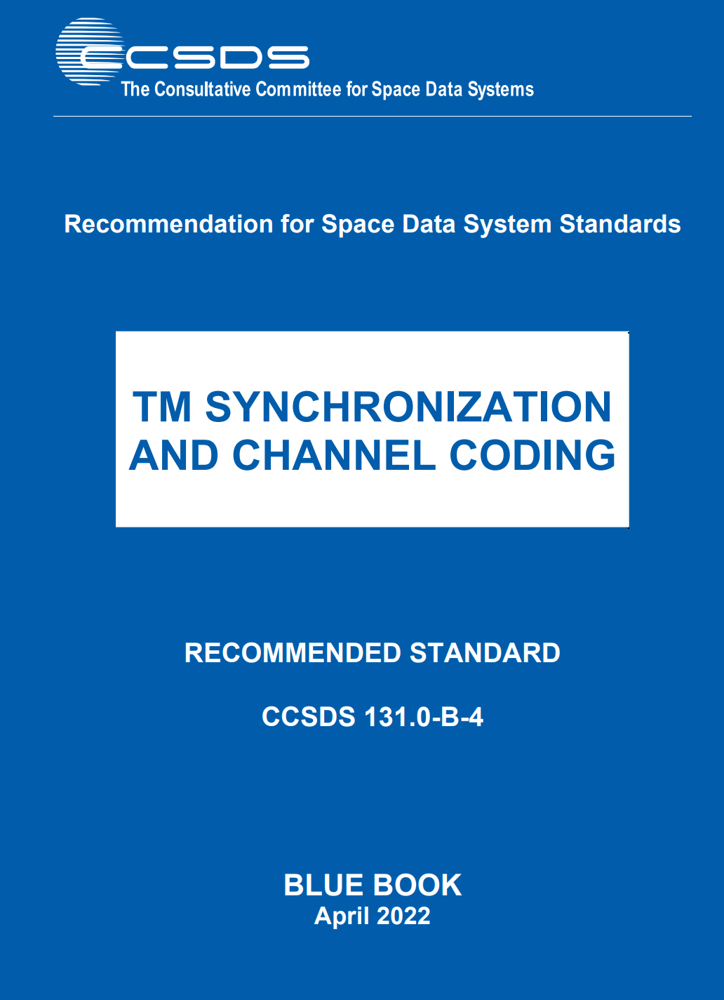 CCSDS
The Consultative Committee for Space Data Systems
Recommendation for Space Data System Standards
TM SYNCHRONIZATION
AND CHANNEL CODING
RECOMMENDED STANDARD
CCSDS 131.0-B-4
BLUE BOOK
April 2022